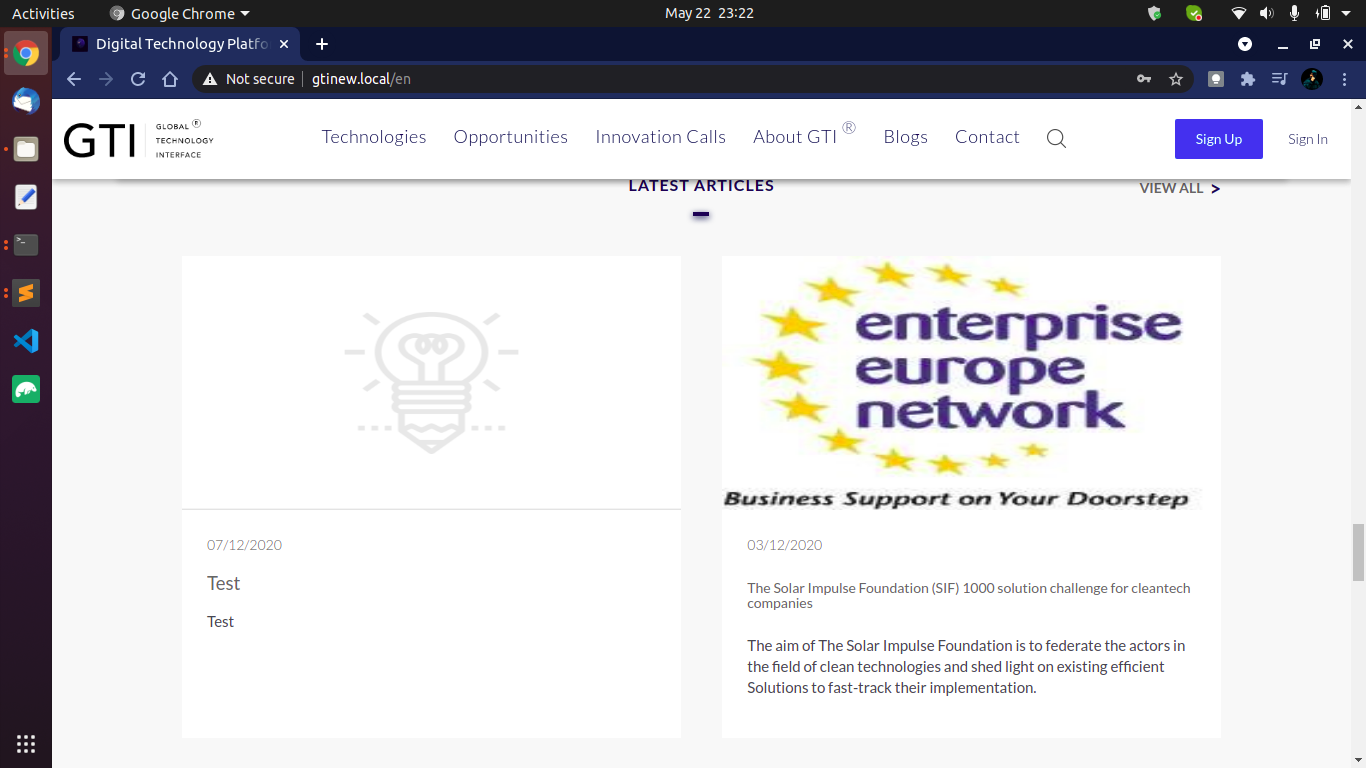 Activities
Google Chrome
May 22 23:22
Digital Technology Platfo
Not secure
gtinew.local/en
GTI
GLOBAL ®
TECHNOLOGY
INTERFACE
Technologies
Opportunities
Innovation Calls
About GTI ®
Blogs
Contact
Sign Up
Sign In
LATEST ARTICLES
VIEW ALL >
07/12/2020
Test
Test
enterprise
europe
network
Business Support on Your Doorstep
03/12/2020
The Solar Impulse Foundation (SIF) 1000 solution challenge for cleantech
companies
The aim of The Solar Impulse Foundation is to federate the actors in
the field of clean technologies and shed light on existing efficient
Solutions to fast-track their implementation.